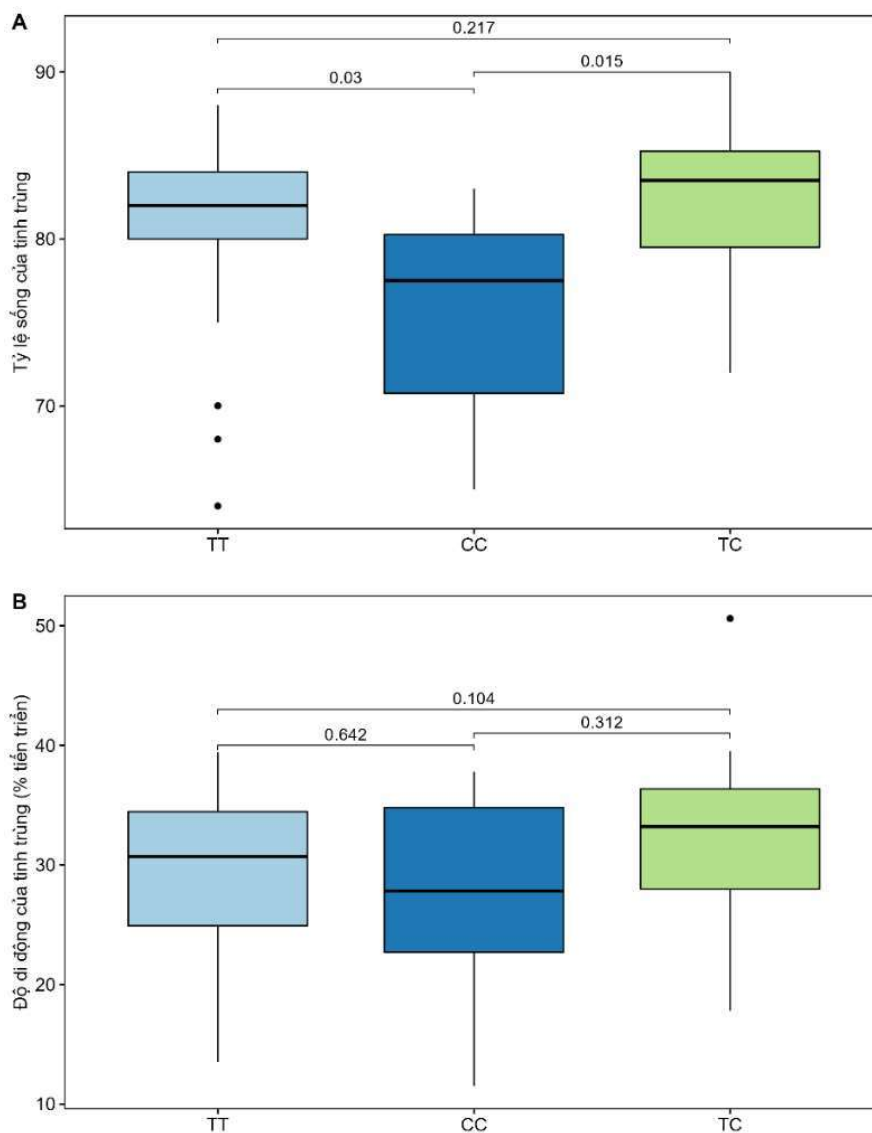 A
0.217
0.03
0.015
90
80
70
Tỷ lệ sống của tinh trùng
TT
CC
TC
B
50
0.104
0.642
0.312
40
30
20
10
Độ di động của tinh trùng (% tiến triển)
TT
CC
TC